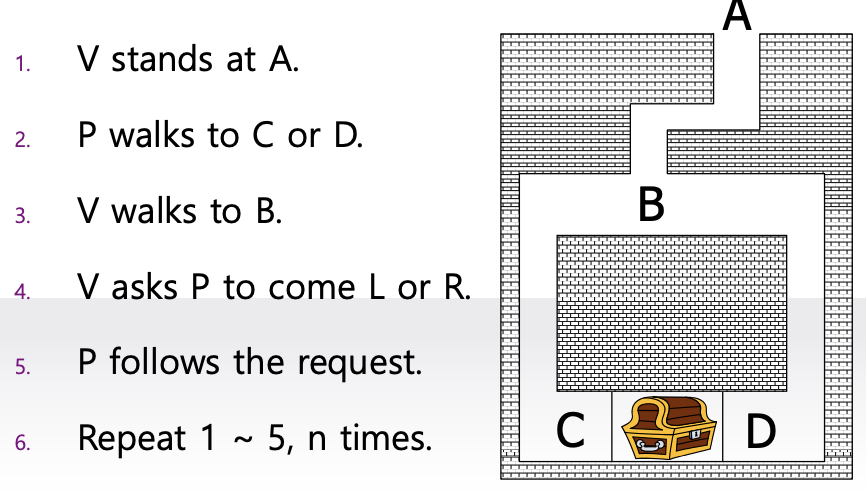 1. V stands at A.
2. P walks to C or D.
3. V walks to B.
4. V asks P to come L or R.
5. P follows the request.
6. Repeat 1 ~ 5, n times.
A
B
C
D